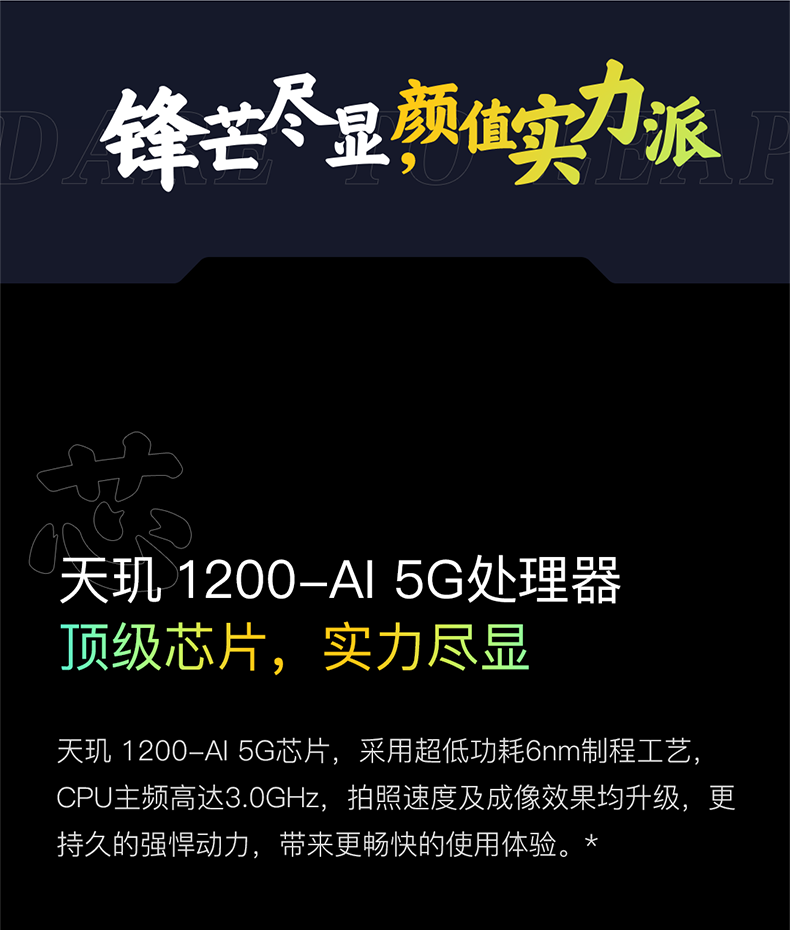 锋芒尽显，颜值实力派
DARE TO LEAP
芯
天玑 1200-AI 5G处理器
顶级芯片，实力尽显
天玑 1200-AI 5G芯片，采用超低功耗6nm制程工艺，
CPU主频高达3.0GHz，拍照速度及成像效果均升级，更
持久的强悍动力，带来更畅快的使用体验。*